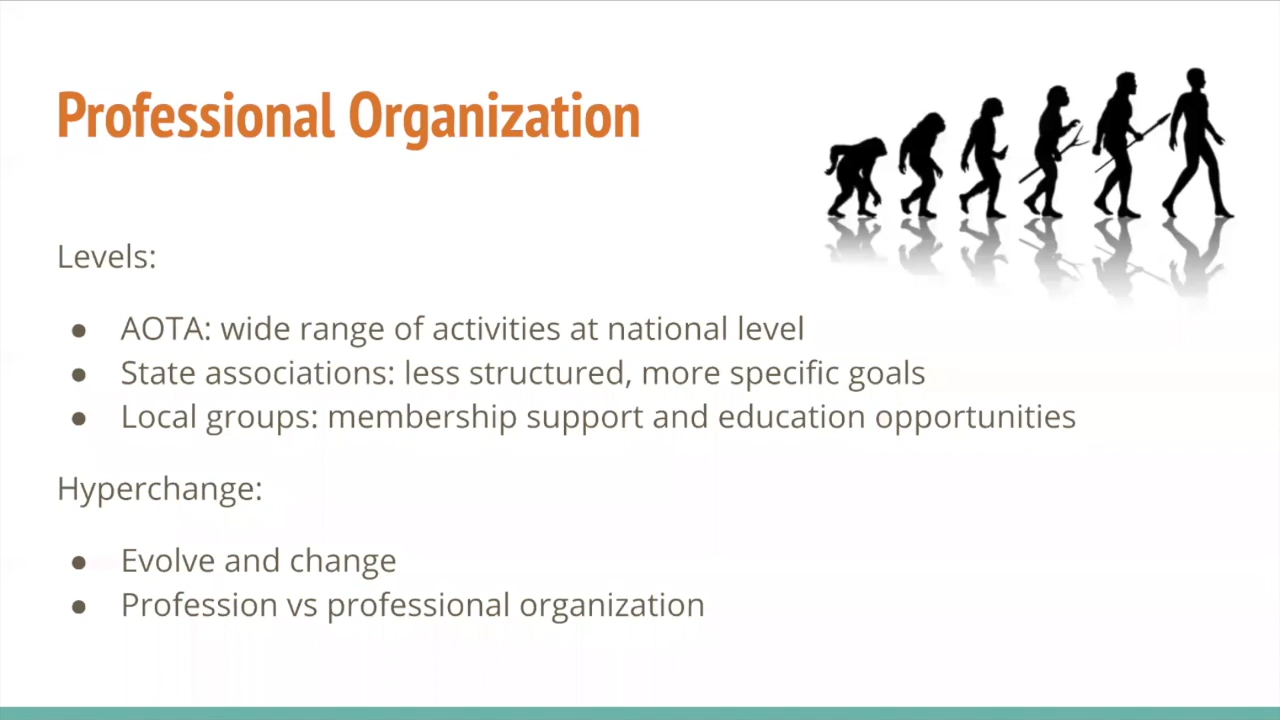 Professional Organization
Levels:
● AOTA: wide range of activities at national level
● State associations: less structured, more specific goals
● Local groups: membership support and education opportunities
Hyperchange:
● Evolve and change
● Profession vs professional organization